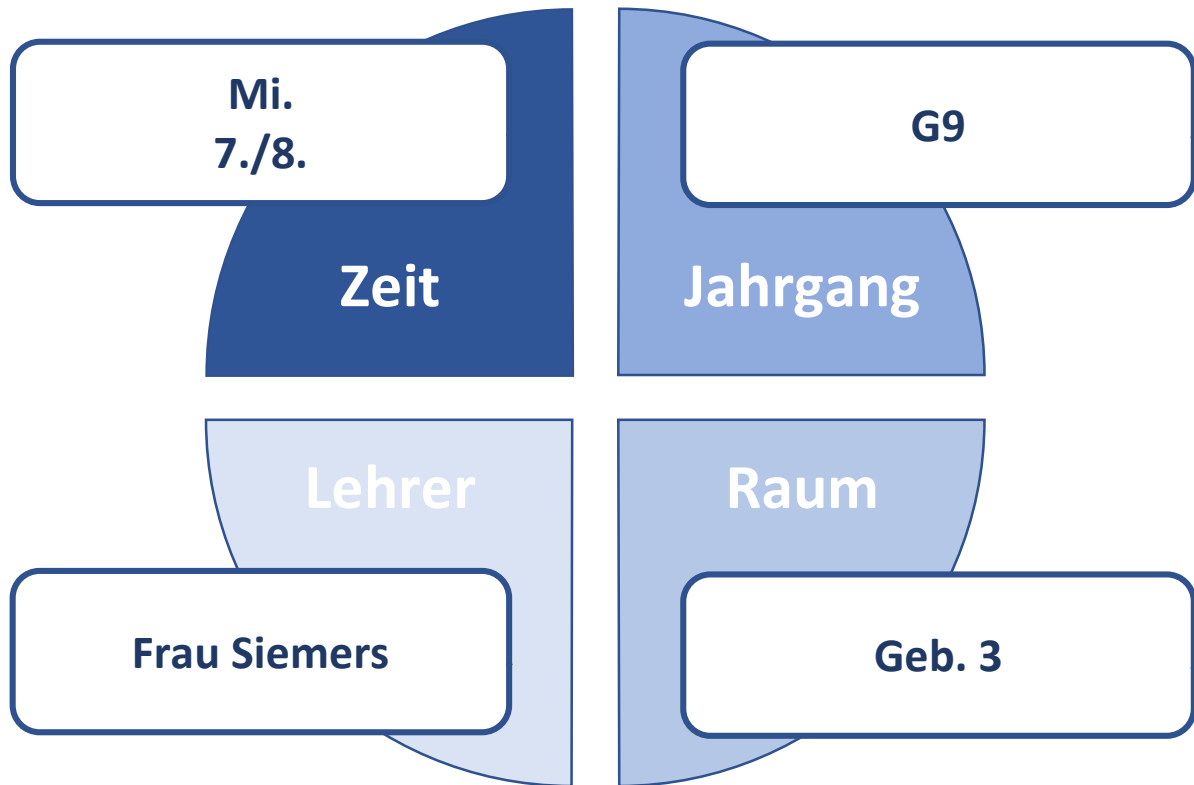 Mi.
7./8.
G9
Zeit
Jahrgang
Lehrer
Raum
Frau Siemers
Geb. 3